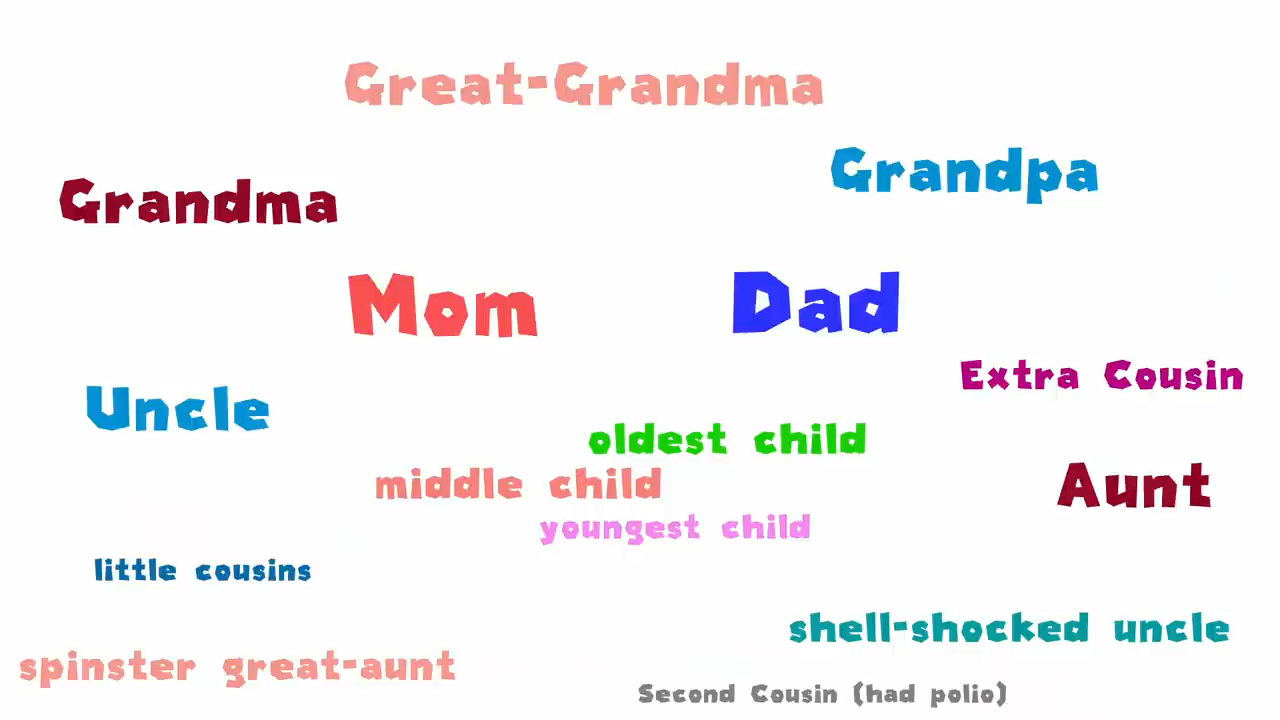 Great-Grandma
Grandpa
Grandma
Mom
Dad
Extra Cousin
Uncle
oldest child
middle child
Aunt
youngest child
little cousins
shell-shocked uncle
spinster great-aunt
Second Cousin (had polio)